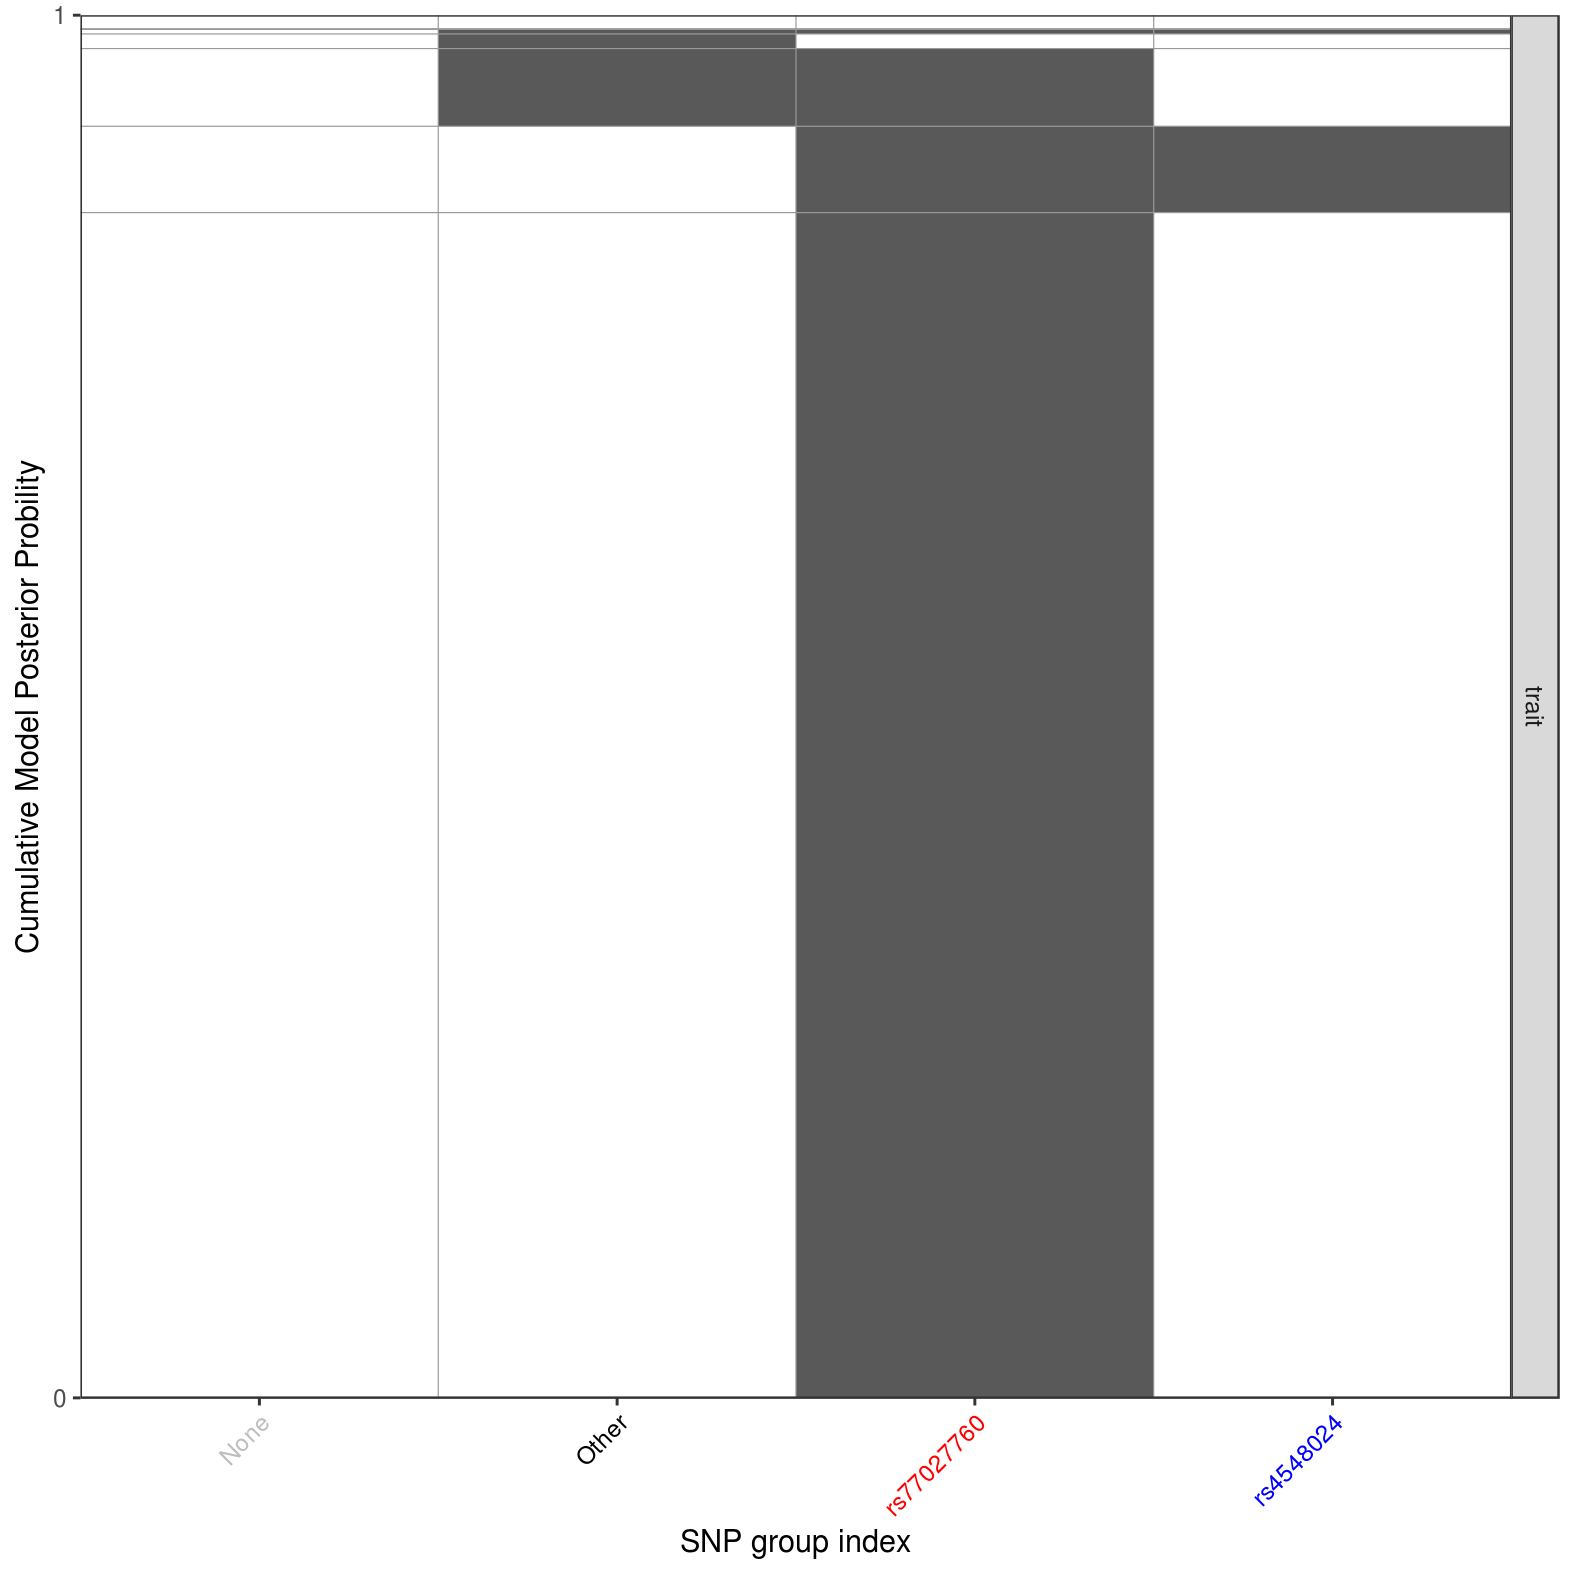 1
Cumulative Model Posterior Probility
0
trait
None
Other
rs77027760
rs4548024
SNP group index